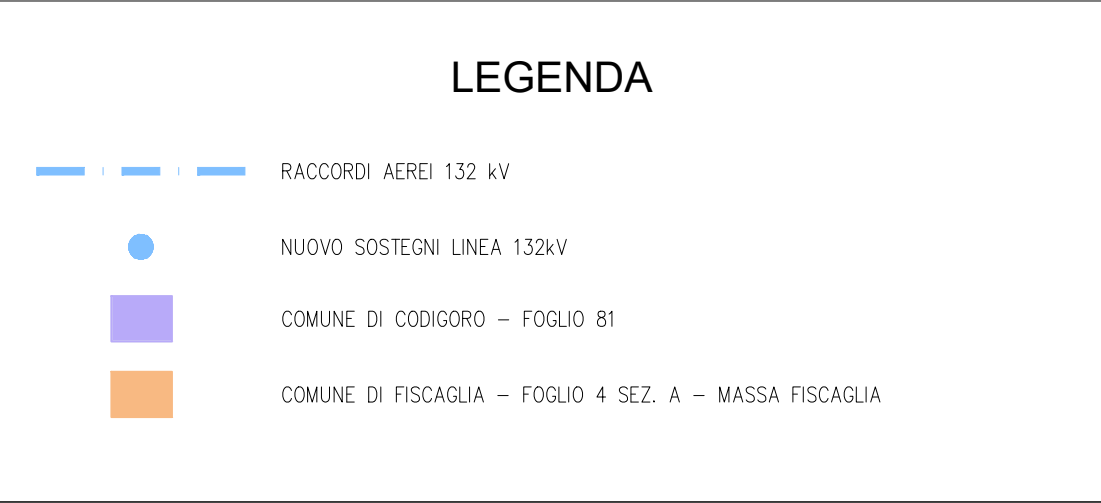 LEGENDA
RACCORDI AEREI 132 kV
NUOVO SOSTEGNI LINEA 132kV
COMUNE DI CODIGORO – FOGLIO 81
COMUNE DI FISCAGLIA – FOGLIO 4 SEZ. A – MASSA FISCAGLIA